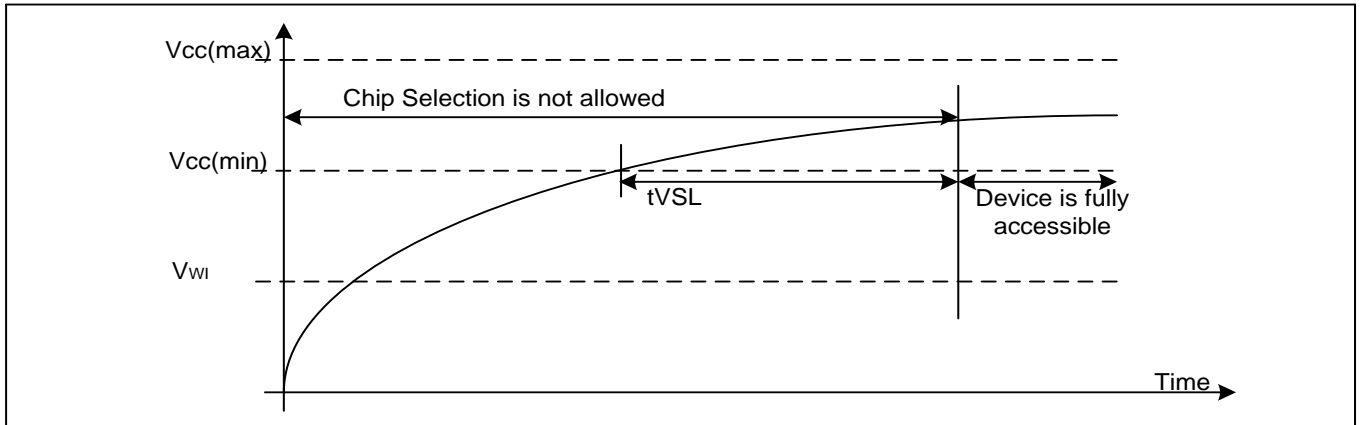 Vcc(max)
Chip Selection is not allowed
Vcc(min)
tVSL
Device is fully
accessible
VWI
Time